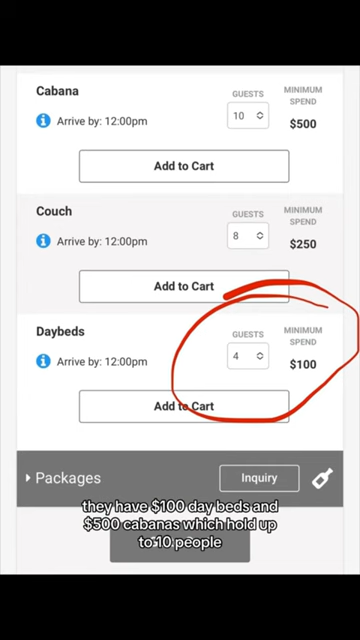 Cabana
GUESTS
MINIMUM
SPEND
Arrive by: 12:00pm
10
$500
Add to Cart
Couch
GUESTS
MINIMUM
SPEND
Arrive by: 12:00pm
8
$250
Add to Cart
Daybeds
GUESTS
MINIMUM
SPEND
Arrive by: 12:00pm
4
$100
Add to Cart
Packages
Inquiry
they have $100 day beds and
$500 cabanas which hold up
to 10 people